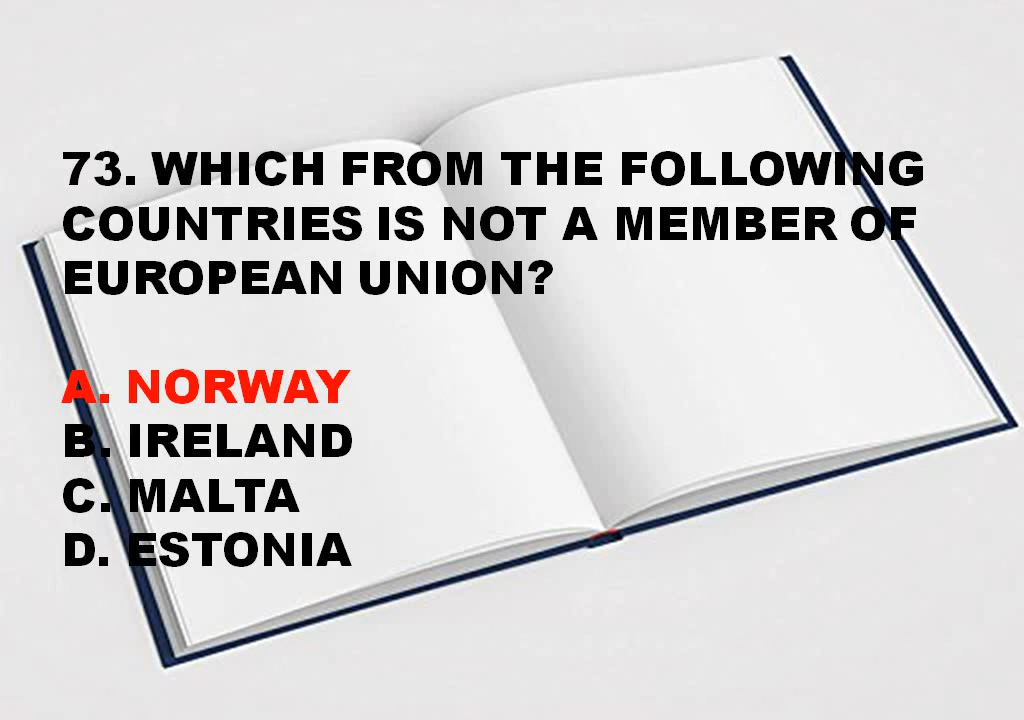 73. WHICH FROM THE FOLLOWING
COUNTRIES IS NOT A MEMBER OF
EUROPEAN UNION?
A. NORWAY
B. IRELAND
C. MALTA
D. ESTONIA